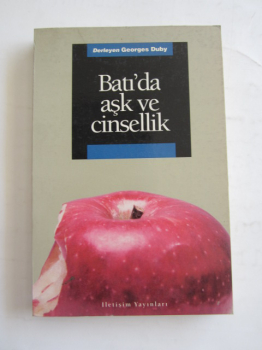 Derleyen Georges Duby
Batı'da
aşk ve
cinsellik
İletişim Yayınları